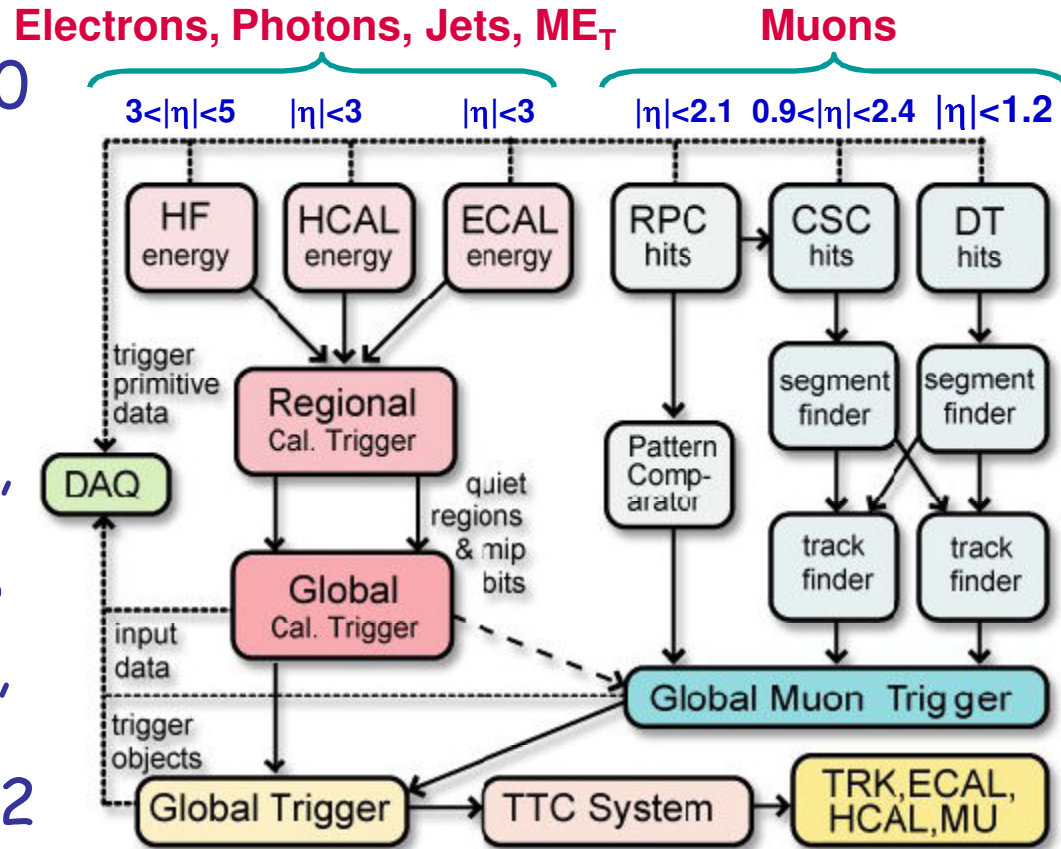 Electrons, Photons, Jets, ME_T
Muons
0
3<|η|<5
|η|<3
|η|<3
|η|<2.1
0.9<|η|<2.4
|η|<1.2
HF
energy
HCAL
energy
ECAL
energy
RPC
hits
CSC
hits
DT
hits
trigger
primitive
data
Regional
Cal. Trigger
segment
finder
segment
finder
Pattern
Comp-
arator
DAQ
quiet
regions
& mip
bits
track
finder
track
finder
Global
Cal. Trigger
input
data
Global Muon Trigger
trigger
objects
2
Global Trigger
TTC System
TRK,ECAL,
HCAL,MU